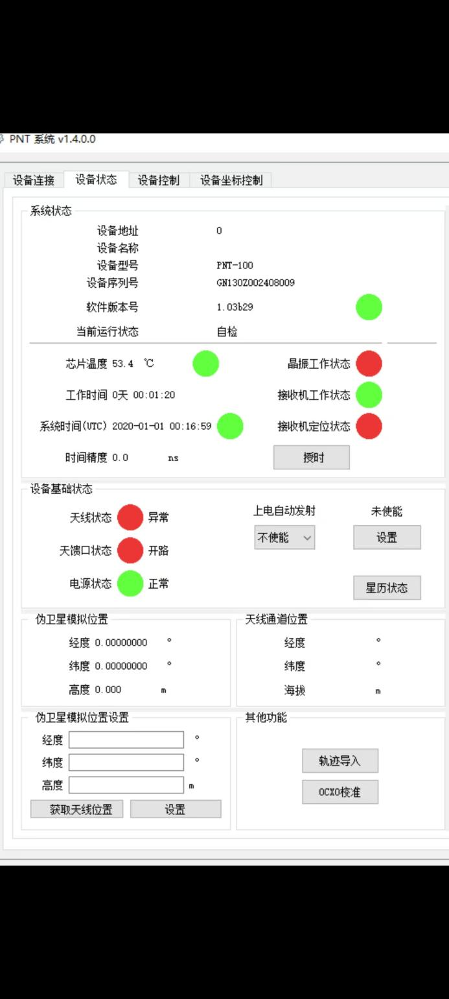 PNT 系统 v1.4.0.0
设备连接 设备状态 设备控制 设备坐标控制
系统状态
设备地址 0
设备名称
设备型号 PNT-100
设备序列号 GN130Z002408009
软件版本号 1.03b29
当前运行状态 自检
芯片温度 53.4 ℃ 晶振工作状态
工作时间 0天 00:01:20 接收机工作状态
系统时间(UTC) 2020-01-01 00:16:59 接收机定位状态
时间精度 0.0 ns 授时
设备基础状态
上电自动发射 未使能
天线状态 异常
不使能 设置
天馈口状态 开路
电源状态 正常 星历状态
伪卫星模拟位置 天线通道位置
经度 0.00000000 ° 经度 °
纬度 0.00000000 ° 纬度 °
高度 0.000 m 海拔 m
伪卫星模拟位置设置 其他功能
经度 °
纬度 ° 轨迹导入
高度 m OCXO校准
获取天线位置 设置